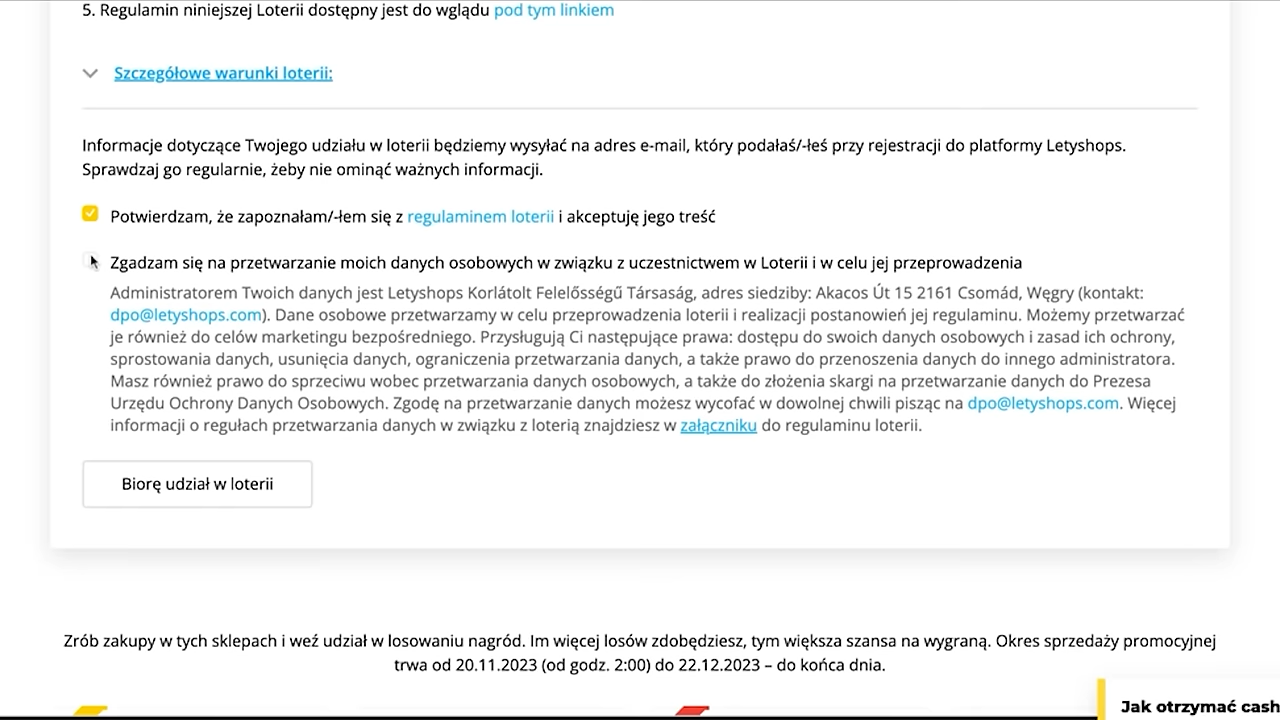 5. Regulamin niniejszej Loterii dostępny jest do wglądu pod tym linkiem
Szczegółowe warunki loterii:
Informacje dotyczące Twojego udziału w loterii będziemy wysyłać na adres e-mail, który podałaś/-łeś przy rejestracji do platformy Letyshops.
Sprawdzaj go regularnie, żeby nie ominąć ważnych informacji.
Potwierdzam, że zapoznałam/-łem się z regulaminem loterii i akceptuję jego treść
Zgadzam się na przetwarzanie moich danych osobowych w związku z uczestnictwem w Loterii i w celu jej przeprowadzenia
Administratorem Twoich danych jest Letyshops Korlátolt Felelősségű Társaság, adres siedziby: Akacos Út 15 2161 Csomád, Węgry (kontakt:
dpo@letyshops.com). Dane osobowe przetwarzamy w celu przeprowadzenia loterii i realizacji postanowień jej regulaminu. Możemy przetwarzać
je również do celów marketingu bezpośredniego. Przysługują Ci następujące prawa: dostępu do swoich danych osobowych i zasad ich ochrony,
sprostowania danych, usunięcia danych, ograniczenia przetwarzania danych, a także prawo do przenoszenia danych do innego administratora.
Masz również prawo do sprzeciwu wobec przetwarzania danych osobowych, a także do złożenia skargi na przetwarzanie danych do Prezesa
Urzędu Ochrony Danych Osobowych. Zgodę na przetwarzanie danych możesz wycofać w dowolnej chwili pisząc na dpo@letyshops.com. Więcej
informacji o regułach przetwarzania danych w związku z loterią znajdziesz w załączniku do regulaminu loterii.
Biorę udział w loterii
Zrób zakupy w tych sklepach i weź udział w losowaniu nagród. Im więcej losów zdobędziesz, tym większa szansa na wygraną. Okres sprzedaży promocyjnej
trwa od 20.11.2023 (od godz. 2:00) do 22.12.2023 – do końca dnia.
Jak otrzymać cash